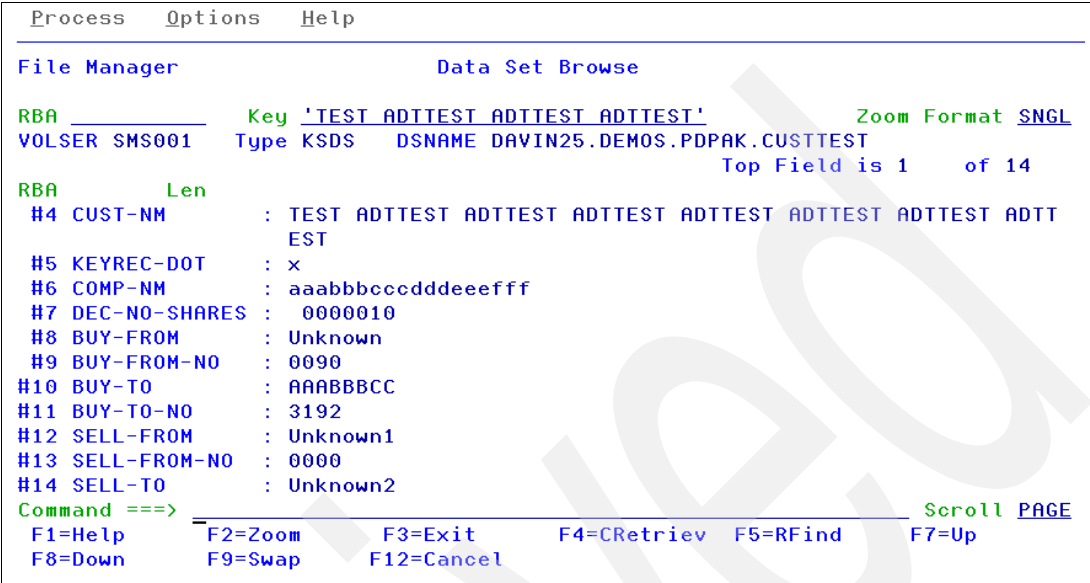 Process Options Help
File Manager Data Set Browse
RBA ___________ Key 'TEST ADTTEST ADTTEST ADTTEST' Zoom Format SNGL
VOLSER SMS001 Type KSDS DSNAME DAVIN25.DEMOS.PDPAK.CUSTTEST
Top Field is 1 of 14
RBA Len
#4 CUST-NM : TEST ADTTEST ADTTEST ADTTEST ADTTEST ADTTEST ADTTEST ADTT
EST
#5 KEYREC-DOT : x
#6 COMP-NM : aaabbbcccdddeeefff
#7 DEC-NO-SHARES : 0000010
#8 BUY-FROM : Unknown
#9 BUY-FROM-NO : 0090
#10 BUY-TO : AAABBBCC
#11 BUY-TO-NO : 3192
#12 SELL-FROM : Unknown1
#13 SELL-FROM-NO : 0000
#14 SELL-TO : Unknown2
Command ===> Scroll PAGE
F1=Help F2=Zoom F3=Exit F4=CRetriev F5=RFind F7=Up
F8=Down F9=Swap F12=Cancel